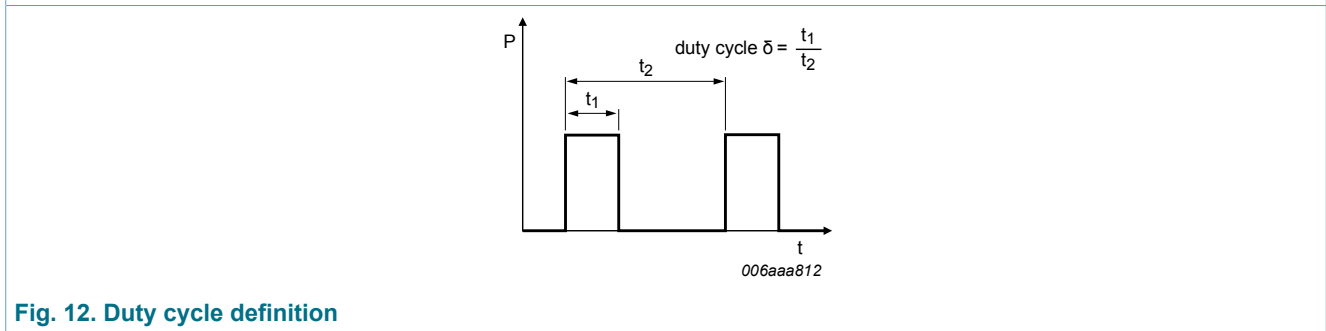 P
duty cycle δ = t1/t2
t2
t1
t
006aaa812
Fig. 12. Duty cycle definition